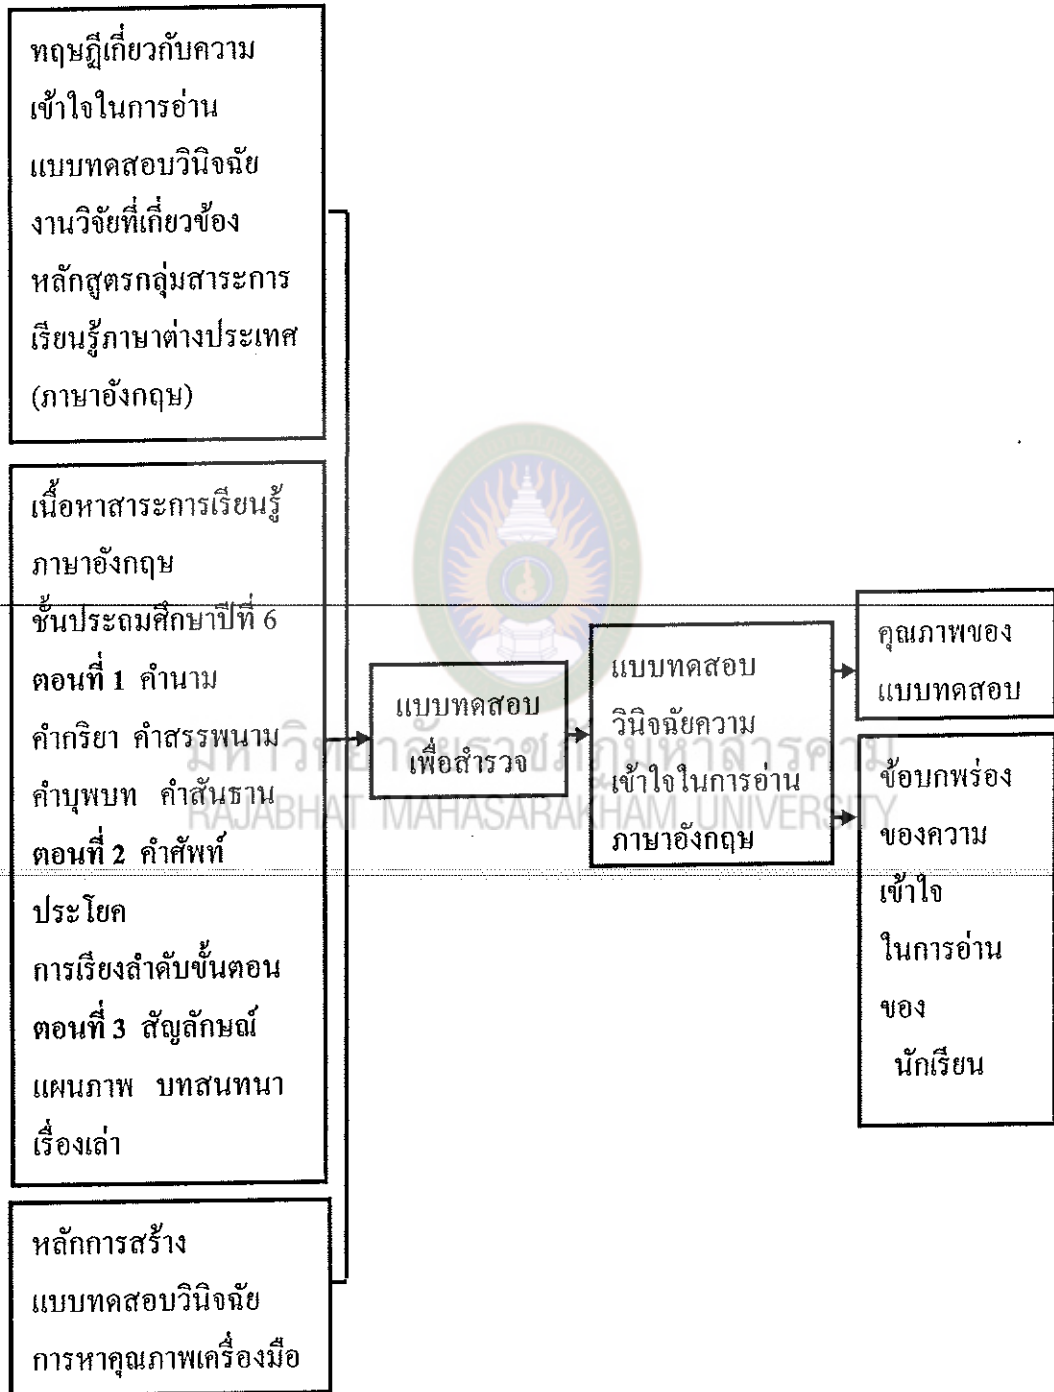 ทฤษฎีเกี่ยวกับความ
เข้าใจในการอ่าน
แบบทดสอบวินิจฉัย
งานวิจัยที่เกี่ยวข้อง
หลักสูตรกลุ่มสาระการ
เรียนรู้ภาษาต่างประเทศ
(ภาษาอังกฤษ)
เนื้อหาสาระการเรียนรู้
ภาษาอังกฤษ
ชั้นประถมศึกษาปีที่ 6
ตอนที่ 1 คำนาม
คำกริยา คำสรรพนาม
คำบุพบท คำสันธาน
ตอนที่ 2 คำศัพท์
ประโยค
การเรียงลำดับขั้นตอน
ตอนที่ 3 สัญลักษณ์
แผนภาพ บทสนทนา
เรื่องเล่า
หลักการสร้าง
แบบทดสอบวินิจฉัย
การหาคุณภาพเครื่องมือ
แบบทดสอบ
เพื่อสำรวจ
แบบทดสอบ
วินิจฉัยความ
เข้าใจในการอ่าน
ภาษาอังกฤษ
คุณภาพของ
แบบทดสอบ
ข้อบกพร่อง
ของความ
เข้าใจ
ในการอ่าน
ของ
นักเรียน
มหาวิทยาลัยราชภัฏมหาสารคาม
RAJABHAT MAHASARAKHAM UNIVERSITY